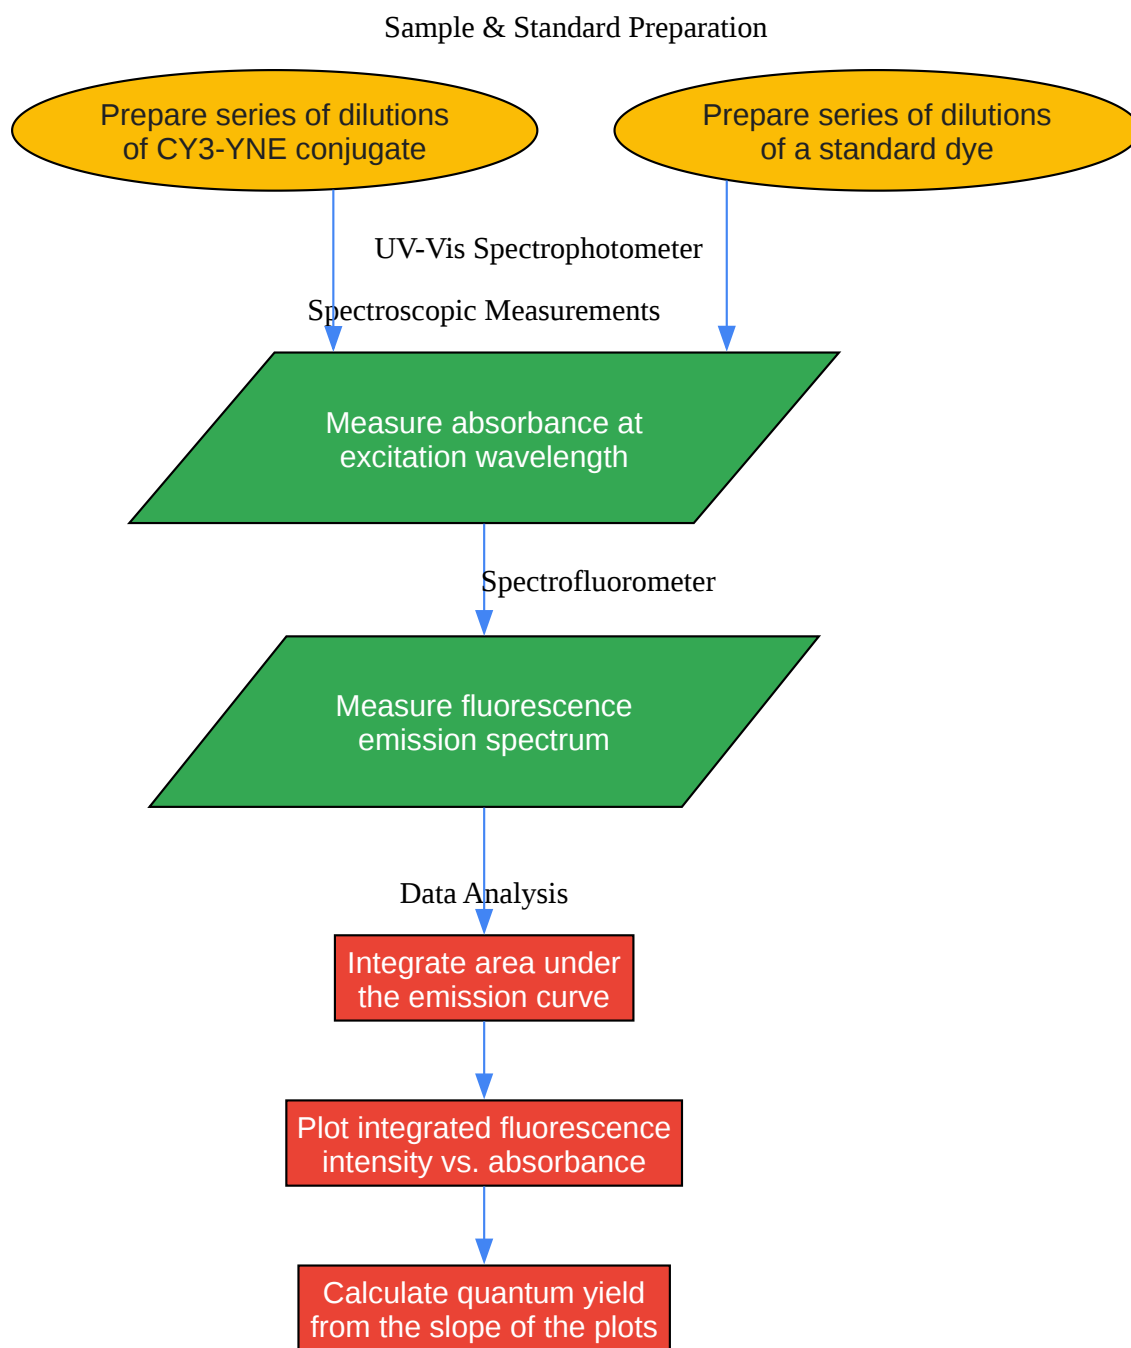 Sample & Standard Preparation
Prepare series of dilutions
of CY3-YNE conjugate
Prepare series of dilutions
of a standard dye
UV-Vis Spectrophotometer
Spectroscopic Measurements
Measure absorbance at
excitation wavelength
Spectrofluorometer
Measure fluorescence
emission spectrum
Data Analysis
Integrate area under
the emission curve
Plot integrated fluorescence
intensity vs. absorbance
Calculate quantum yield
from the slope of the plots